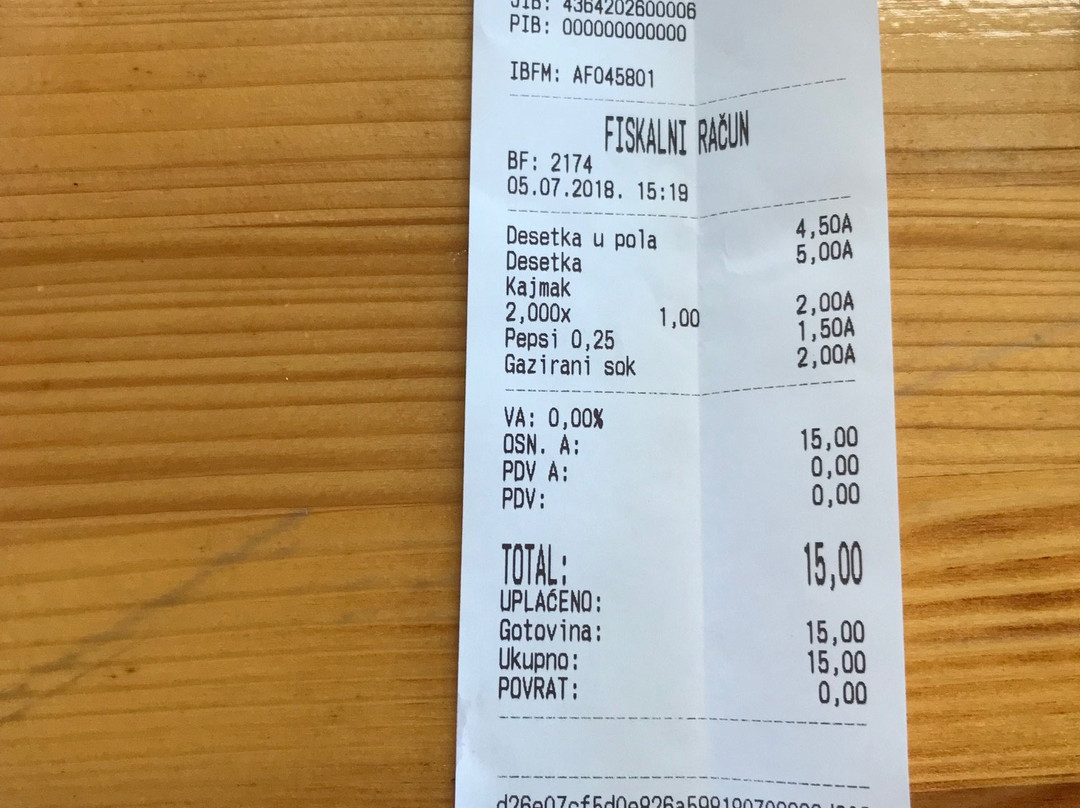 JIB: 4364202600006
PIB: 000000000000
IBFM: AF045801
FISKALNI RAČUN
BF: 2174
05.07.2018. 15:19
Desetka u pola 4,50A
Desetka 5,00A
Kajmak
2,000x 1,00 2,00A
Pepsi 0,25 1,50A
Gazirani sok 2,00A
VA: 0,00%
OSN. A: 15,00
PDV A: 0,00
PDV: 0,00
TOTAL: 15,00
UPLAĆENO:
Gotovina: 15,00
Ukupno: 15,00
POVRAT: 0,00